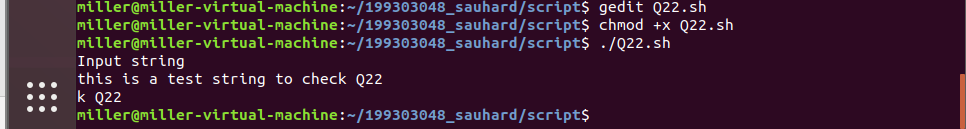 miller@miller-virtual-machine:~/199303048_sauhard/script$ gedit Q22.sh
miller@miller-virtual-machine:~/199303048_sauhard/script$ chmod +x Q22.sh
miller@miller-virtual-machine:~/199303048_sauhard/script$ ./Q22.sh
Input string
this is a test string to check Q22
k Q22
miller@miller-virtual-machine:~/199303048_sauhard/script$